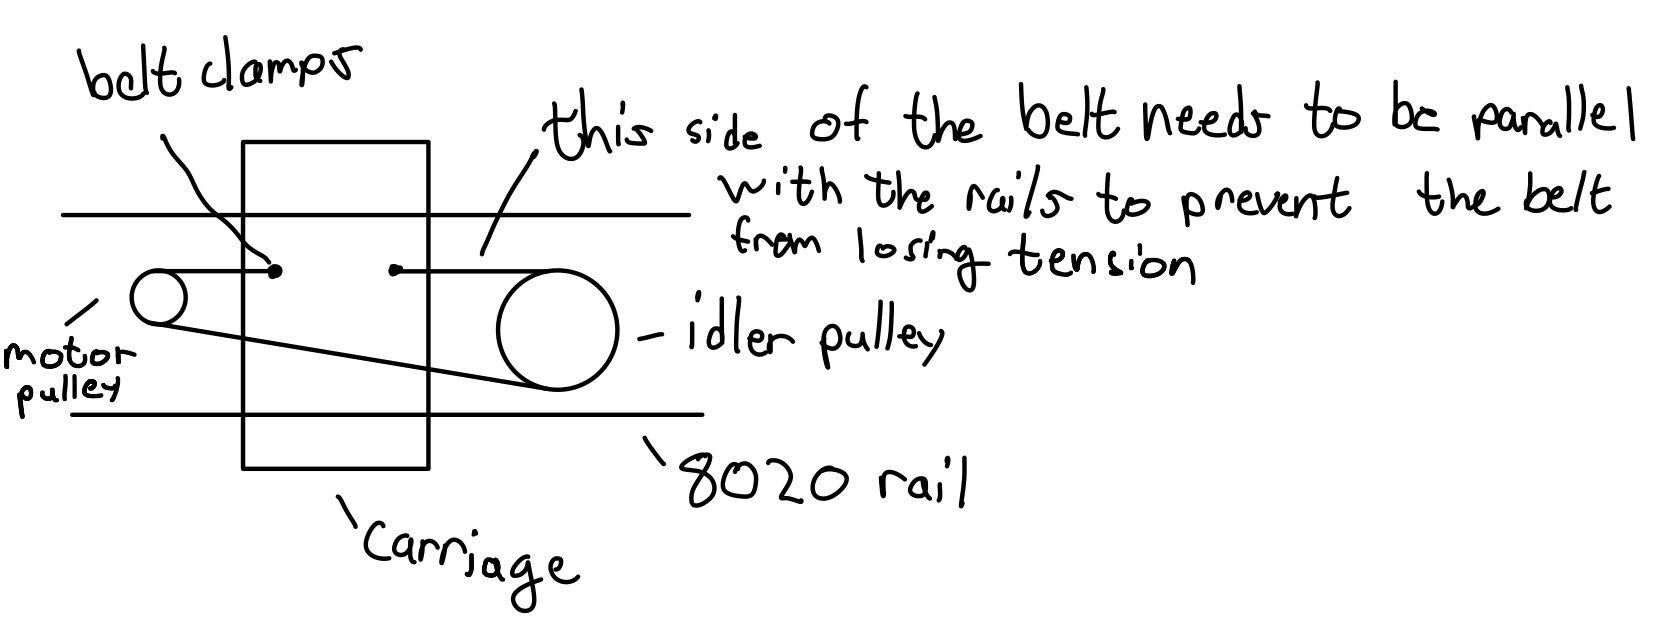 belt clamps
this side of the belt needs to be parallel
with the rails to prevent the belt
from losing tension
idler pulley
motor
pulley
8020 rail
carriage